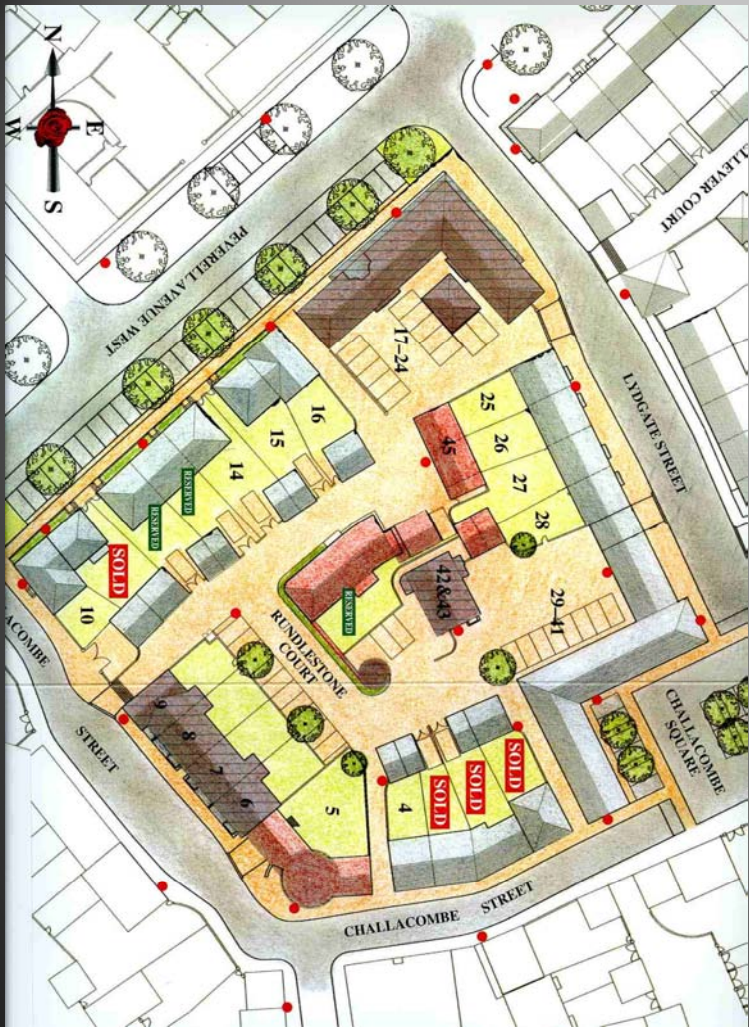 N
E
W
S
ELLEVER COURT
PEVERELL AVENUE WEST
LYDGATE STREET
17-24
25
26
27
28
45
16
15
14
RESERVED
RESERVED
SOLD
10
RESERVED
42&43
29-41
RUNDLESTONE
COURT
CHALLACOMBE
SQUARE
9
8
7
6
5
4
SOLD
SOLD
SOLD
ACOMBE
STREET
CHALLACOMBE STREET